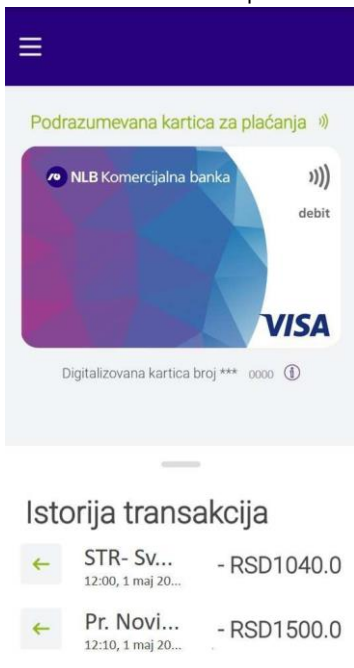 Podrazumevana kartica za plaćanja
NLB Komercijalna banka
debit
VISA
Digitalizovana kartica broj *** 0000
Istorija transakcija
STR- Sv... - RSD1040.0
12:00, 1 maj 20...
Pr. Novi... - RSD1500.0
12:10, 1 maj 20...